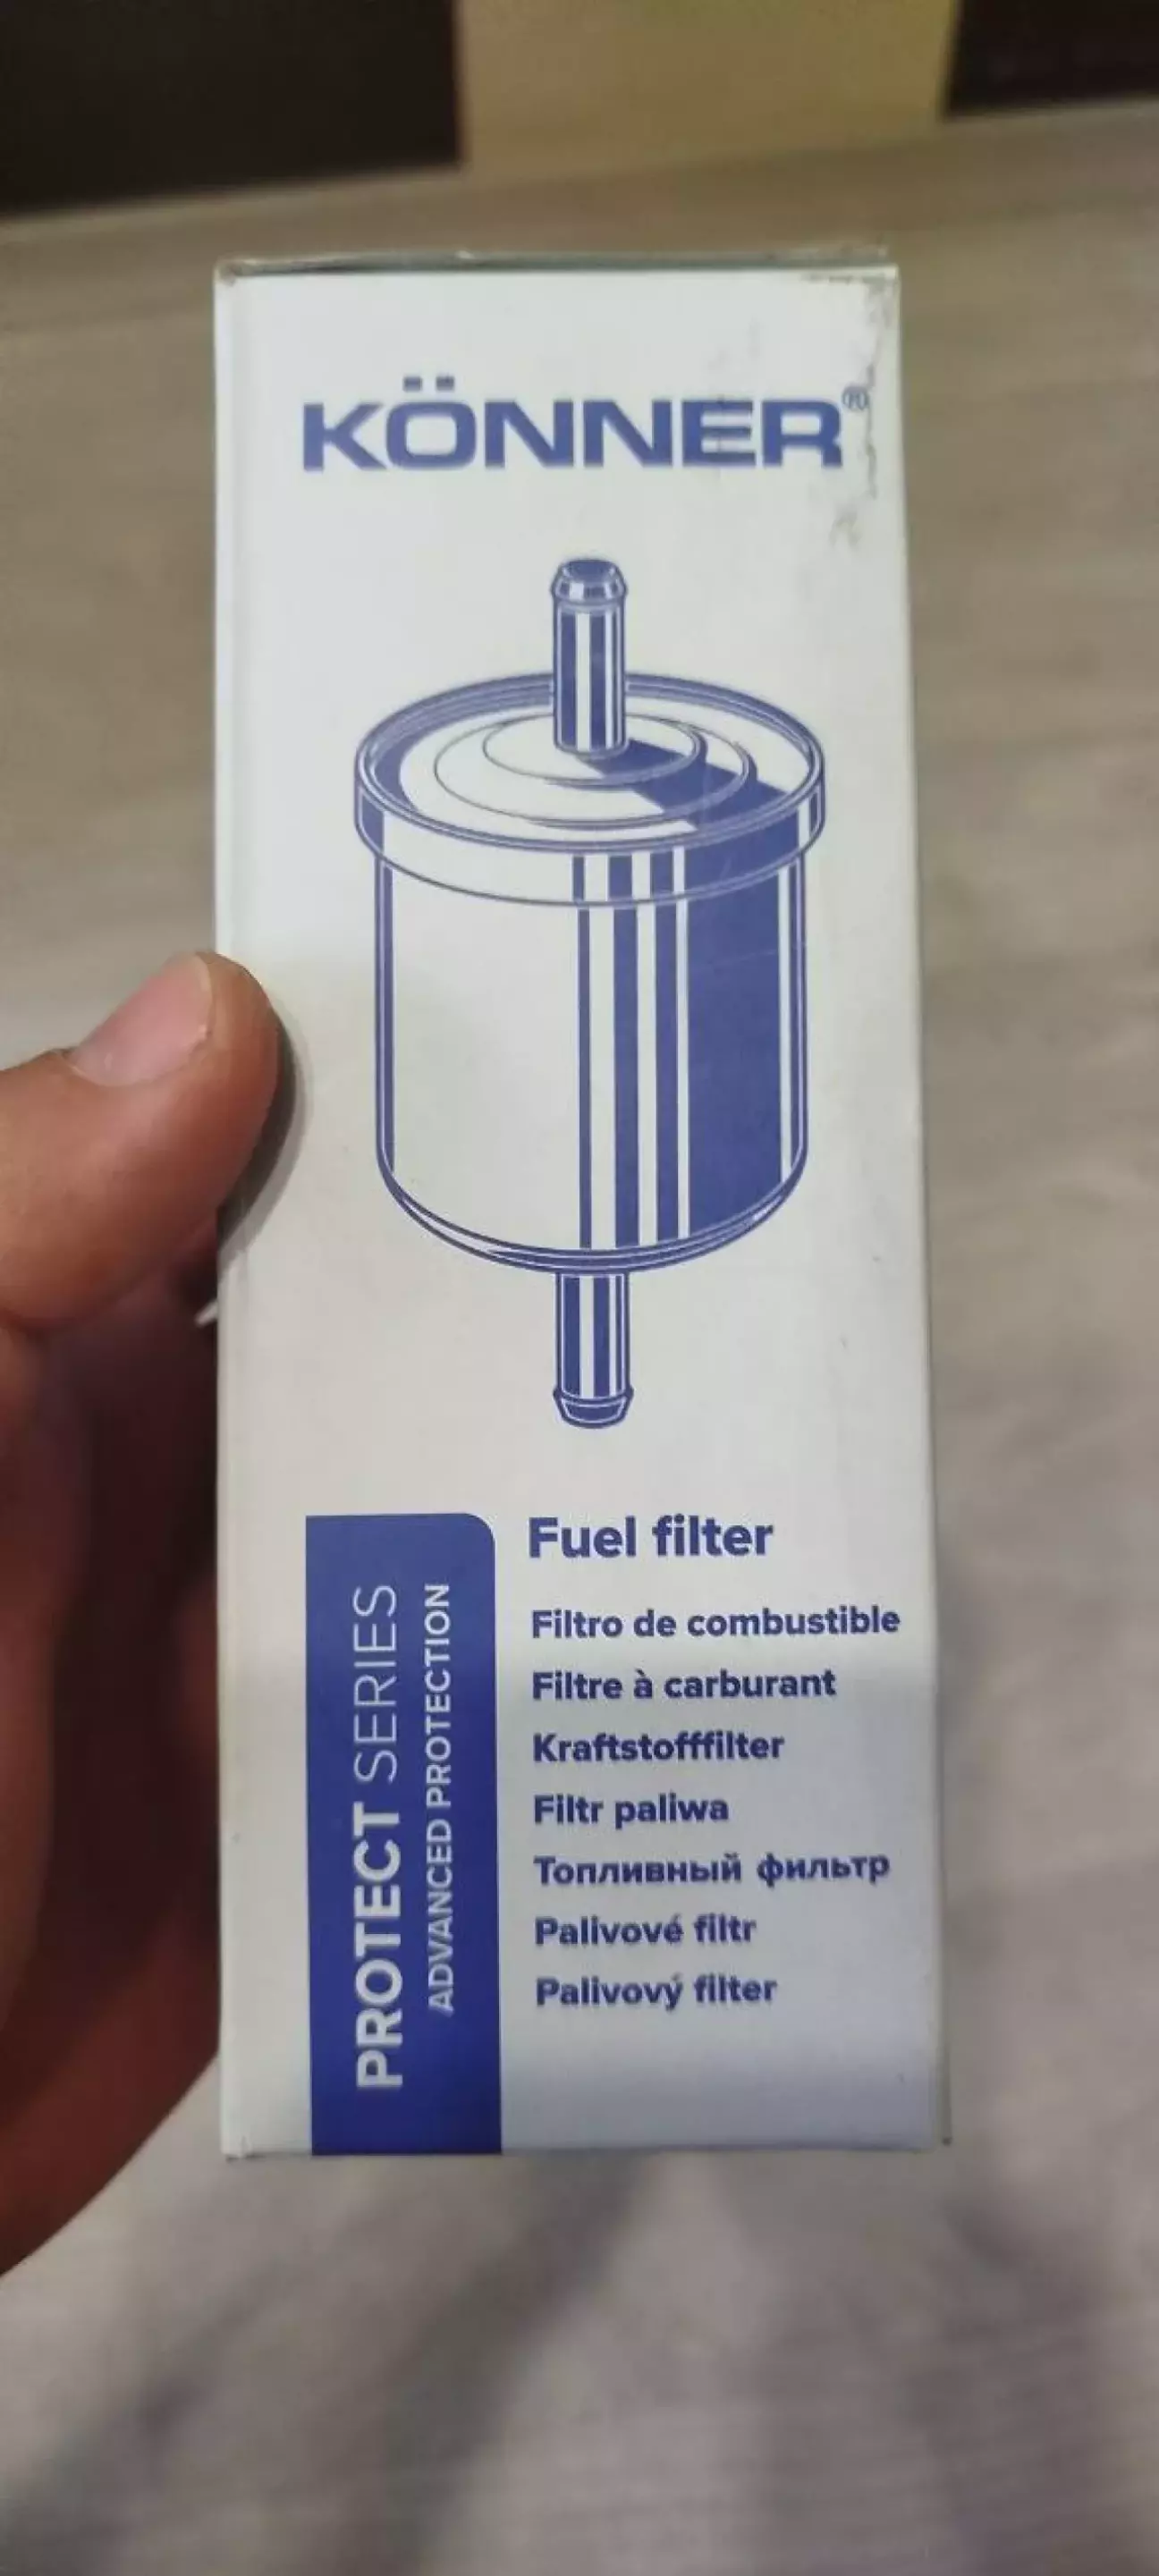 KÖNNER®
PROTECT SERIES
ADVANCED PROTECTION
Fuel filter
Filtro de combustible
Filtre à carburant
Kraftstofffilter
Filtr paliwa
Топливный фильтр
Palivové filtr
Palivový filter